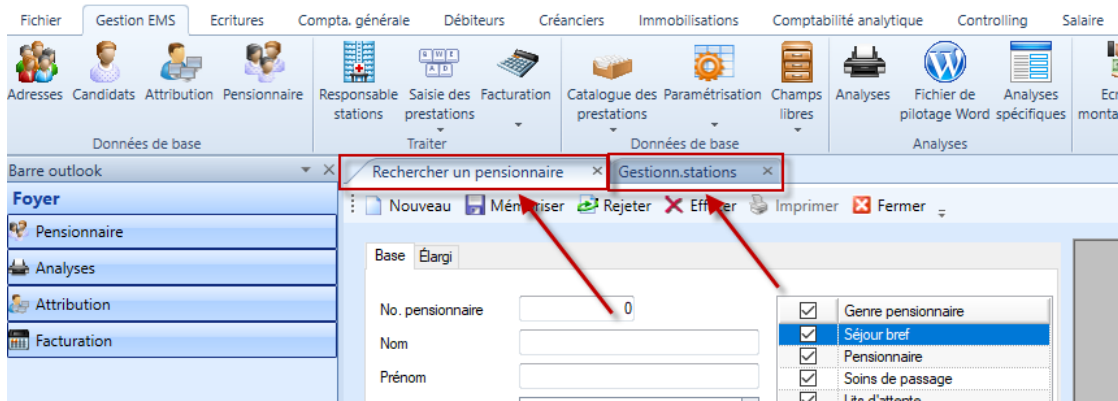 Fichier Gestion EMS Ecritures Compta. générale Débiteurs Créanciers Immobilisations Comptabilité analytique Controlling Salaire
Adresses Candidats Attribution Pensionnaire
Responsable stations
Saisie des prestations
Facturation
Catalogue des prestations
Paramétrisation
Champs libres
Analyses
Fichier de pilotage Word
Analyses spécifiques
Données de base Traiter Données de base Analyses
Barre outlook
Rechercher un pensionnaire Gestionn.stations
Foyer
Nouveau Mémoriser Rejeter Effacer Imprimer Fermer
Pensionnaire
Analyses
Attribution
Facturation
Base Élargi
No. pensionnaire 0
Nom
Prénom
Genre pensionnaire
Séjour bref
Pensionnaire
Soins de passage
Lits d'attente